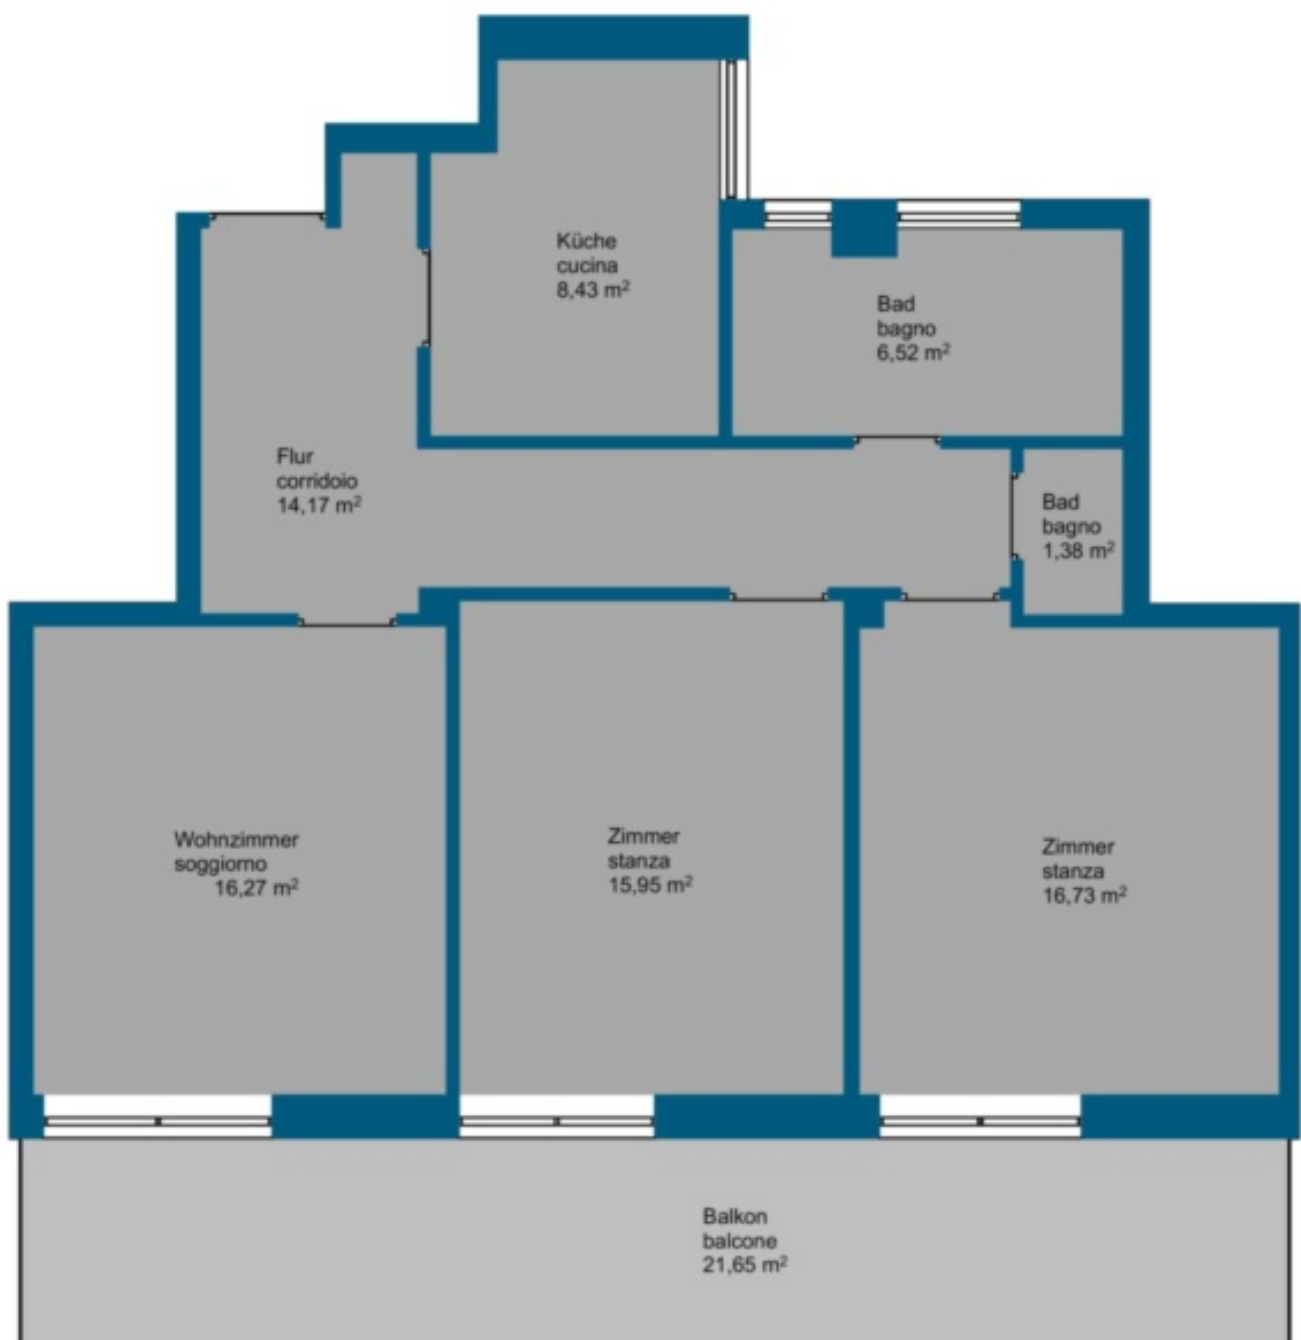 Küche
cucina
8,43 m²
Bad
bagno
6,52 m²
Flur
corridoio
14,17 m²
Bad
bagno
1,38 m²
Wohnzimmer
soggiorno
16,27 m²
Zimmer
stanza
15,95 m²
Zimmer
stanza
16,73 m²
Balkon
balcone
21,65 m²